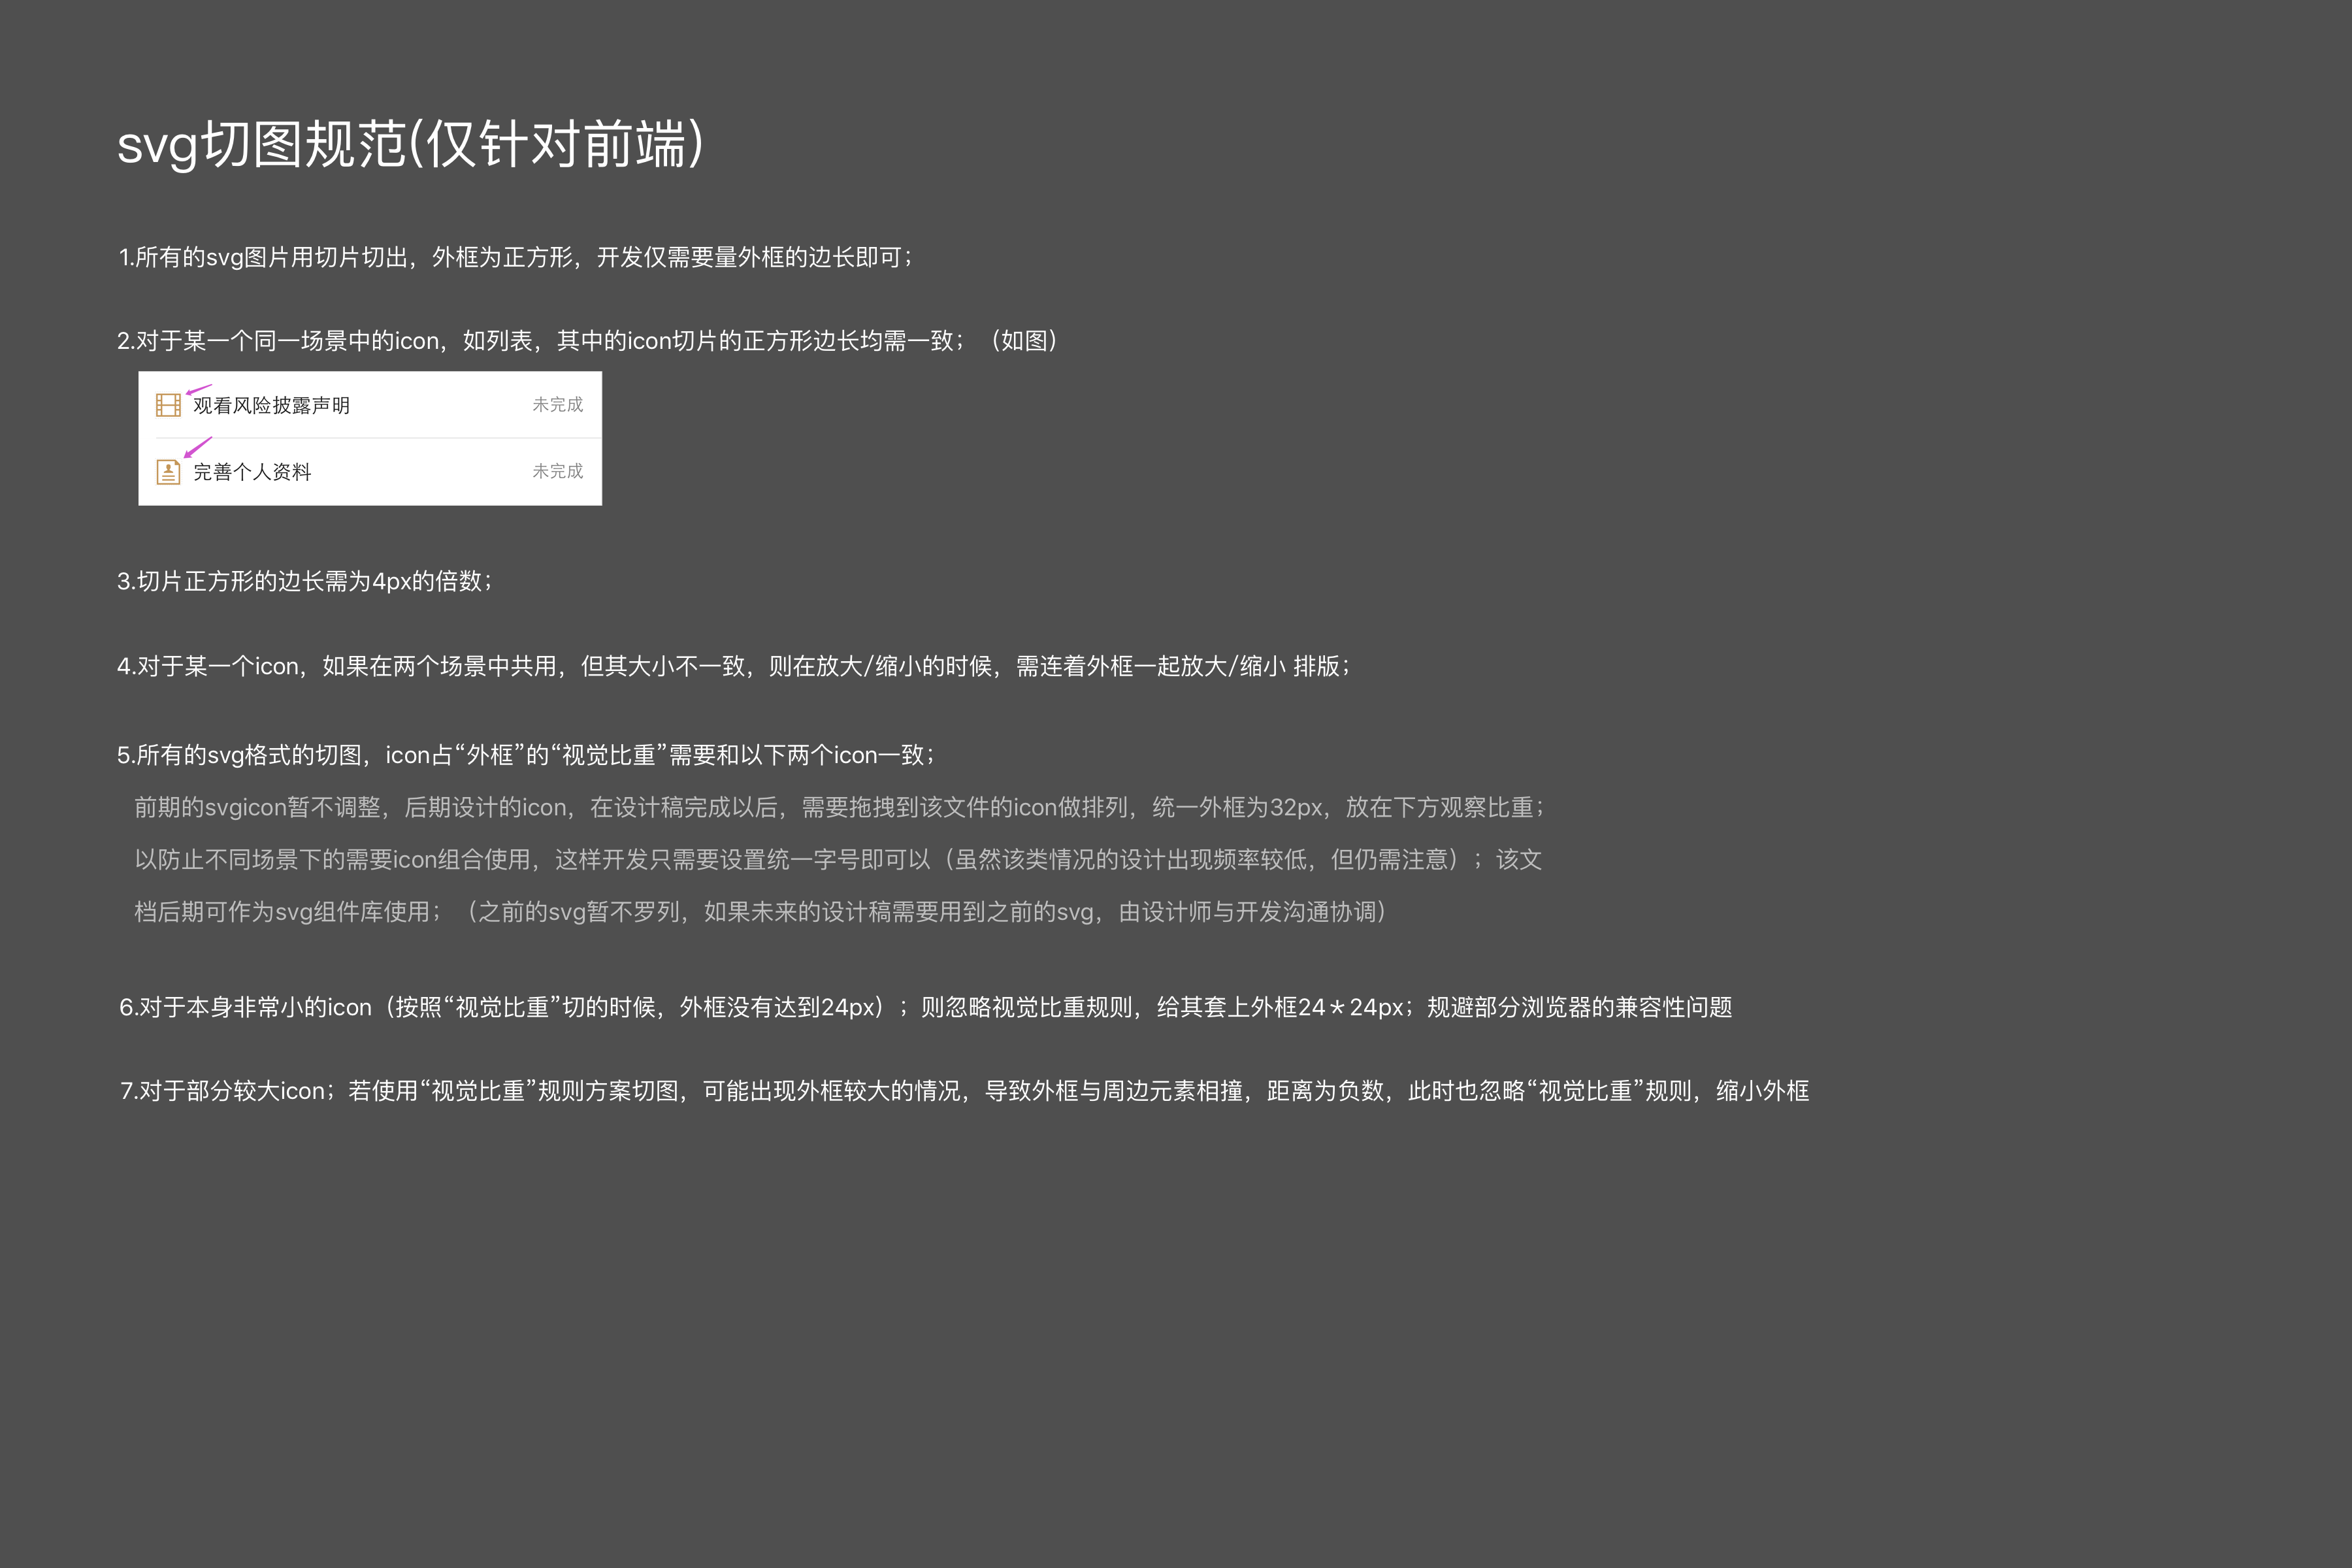 svg切图规范(仅针对前端)
1.所有的svg图片用切片切出，外框为正方形，开发仅需要量外框的边长即可；
2.对于某一个同一场景中的icon，如列表，其中的icon切片的正方形边长均需一致；（如图）
观看风险披露声明 未完成
完善个人资料 未完成
3.切片正方形的边长需为4px的倍数；
4.对于某一个icon，如果在两个场景中共用，但其大小不一致，则在放大/缩小的时候，需连着外框一起放大/缩小 排版；
5.所有的svg格式的切图，icon占“外框”的“视觉比重”需要和以下两个icon一致；
前期的svgicon暂不调整，后期设计的icon，在设计稿完成以后，需要拖拽到该文件的icon做排列，统一外框为32px，放在下方观察比重；
以防止不同场景下的需要icon组合使用，这样开发只需要设置统一字号即可以（虽然该类情况的设计出现频率较低，但仍需注意）；该文
档后期可作为svg组件库使用；（之前的svg暂不罗列，如果未来的设计稿需要用到之前的svg，由设计师与开发沟通协调）
6.对于本身非常小的icon（按照“视觉比重”切的时候，外框没有达到24px）；则忽略视觉比重规则，给其套上外框24*24px；规避部分浏览器的兼容性问题
7.对于部分较大icon；若使用“视觉比重”规则方案切图，可能出现外框较大的情况，导致外框与周边元素相撞，距离为负数，此时也忽略“视觉比重”规则，缩小外框